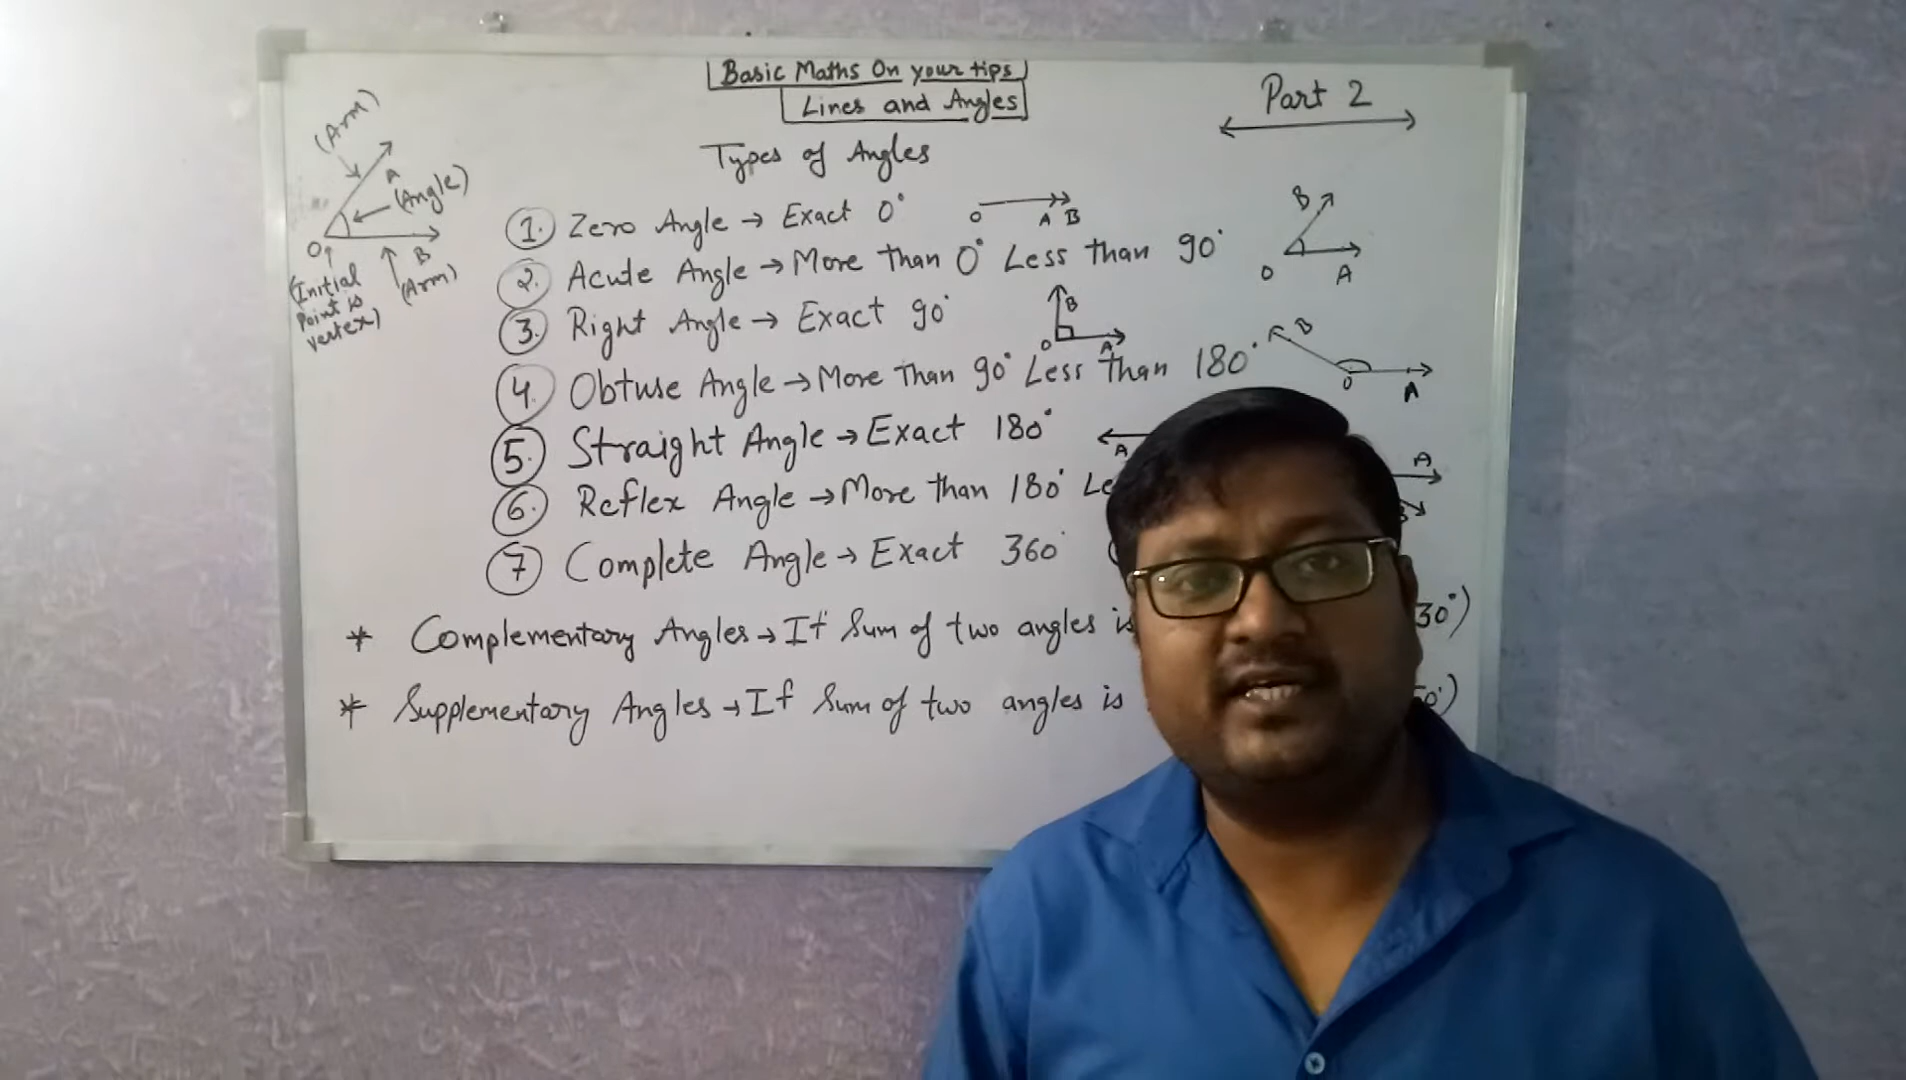 Basic Maths On your tips
Lines and Angles
Part 2
Types of Angles
(Arm)
A
(Angle)
O
B
(Arm)
(Initial
Point is
vertex)
1. Zero Angle → Exact 0° O A B
2. Acute Angle → More than 0° Less than 90° B O A
3. Right Angle → Exact 90° B O A
4. Obtuse Angle → More Than 90° Less than 180° B O A
5. Straight Angle → Exact 180° A
6. Reflex Angle → More than 180° A
7 Complete Angle → Exact 360°
* Complementary Angles → If Sum of two angles is 30°)
* Supplementary Angles → If Sum of two angles is 0°)